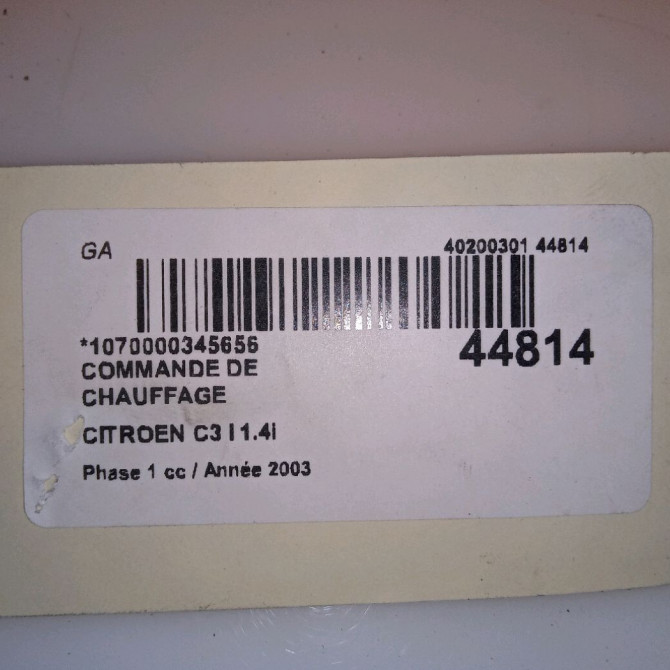 GA
40200301 44814
*1070000345656
44814
COMMANDE DE
CHAUFFAGE
CITROEN C3 I 1.4i
Phase 1 cc / Année 2003